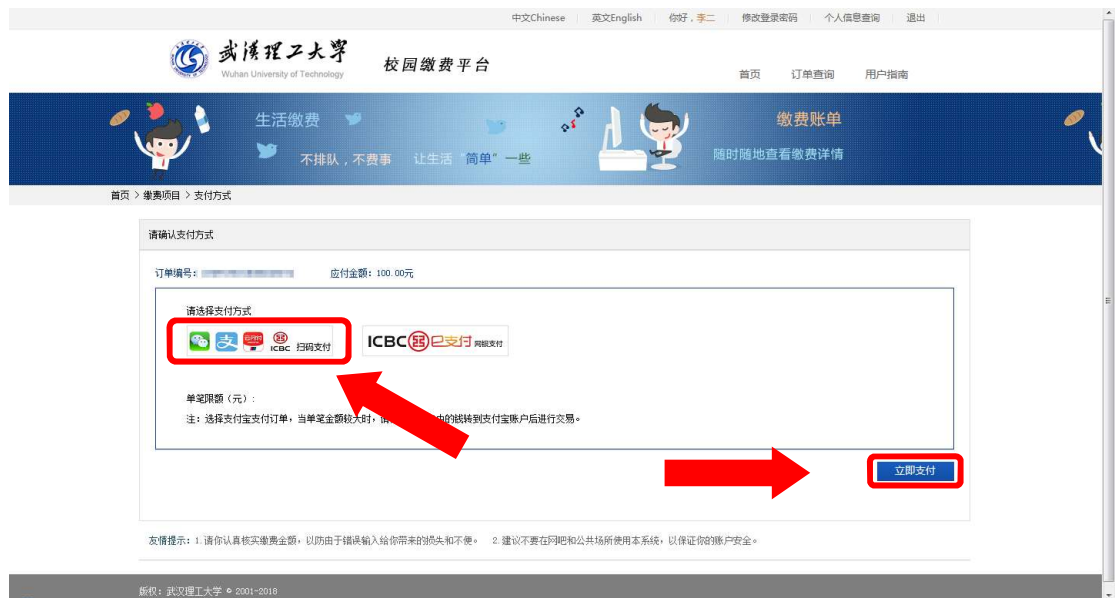 中文Chinese 英文English 你好，李二 修改登录密码 个人信息查询 退出
武汉理工大学
Wuhan University of Technology
校园缴费平台
首页 订单查询 用户指南
生活缴费
不排队，不费事 让生活“简单”一些
缴费账单
随时随地查看缴费详情
首页 > 缴费项目 > 支付方式
请确认支付方式
订单编号： 应付金额：100.00元
请选择支付方式
支 ICBC 扫码支付 ICBC e支付 网银支付
单笔限额（元）：
注：选择支付宝支付订单，当单笔金额较大时，请 中的钱转到支付宝账户后进行交易。
立即支付
友情提示：1.请你认真核实缴费金额，以防由于错误输入给你带来的损失和不便。 2.建议不要在网吧和公共场所使用本系统，以保证你的账户安全。
版权：武汉理工大学 © 2001-2018